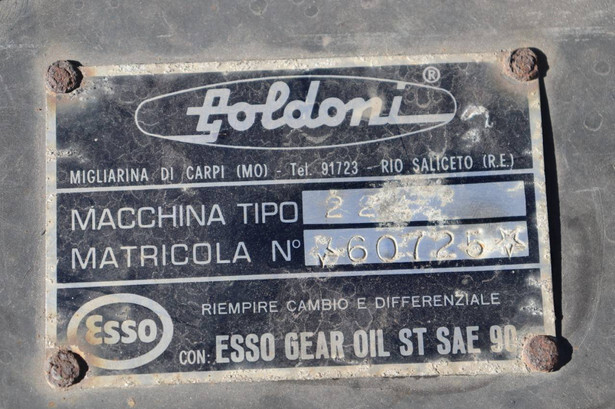 Goldoni ®
MIGLIARINA DI CARPI (MO) - Tel. 91723 - RIO SALICETO (R.E.)
MACCHINA TIPO
MATRICOLA N° ☆60725☆
Esso
RIEMPIRE CAMBIO E DIFFERENZIALE
CON: ESSO GEAR OIL ST SAE 90